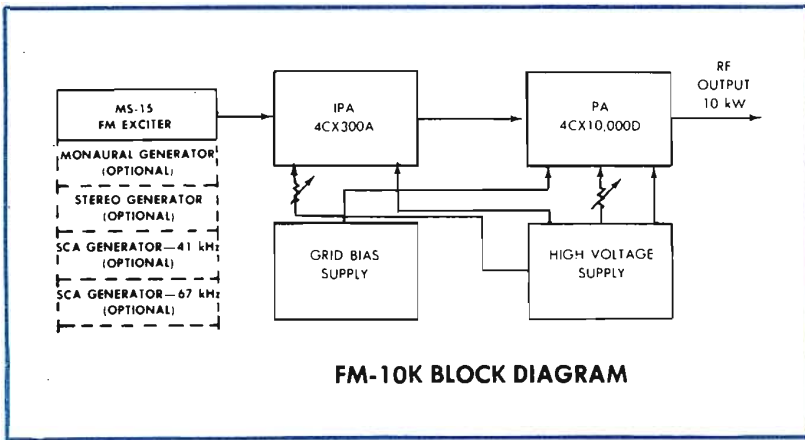 MS-15
FM EXCITER
MONAURAL GENERATOR
(OPTIONAL)
STEREO GENERATOR
(OPTIONAL)
SCA GENERATOR—41 kHz
(OPTIONAL)
SCA GENERATOR—67 kHz
(OPTIONAL)
IPA
4CX300A
PA
4CX10,000D
RF
OUTPUT
10 kW
GRID BIAS
SUPPLY
HIGH VOLTAGE
SUPPLY
FM-10K BLOCK DIAGRAM